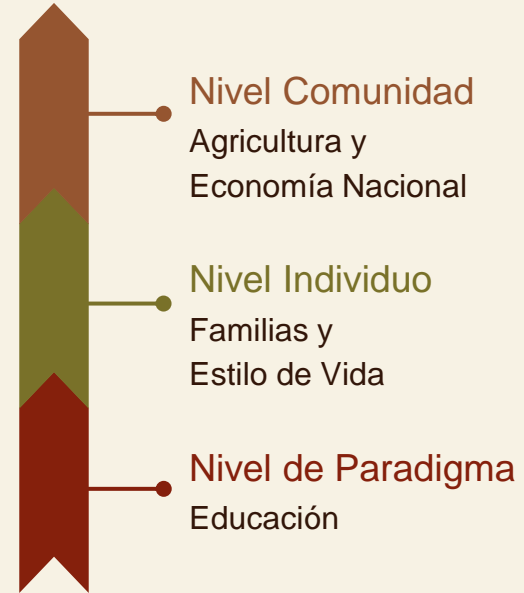 Nivel Comunidad
Agricultura y
Economía Nacional
Nivel Individuo
Familias y
Estilo de Vida
Nivel de Paradigma
Educación